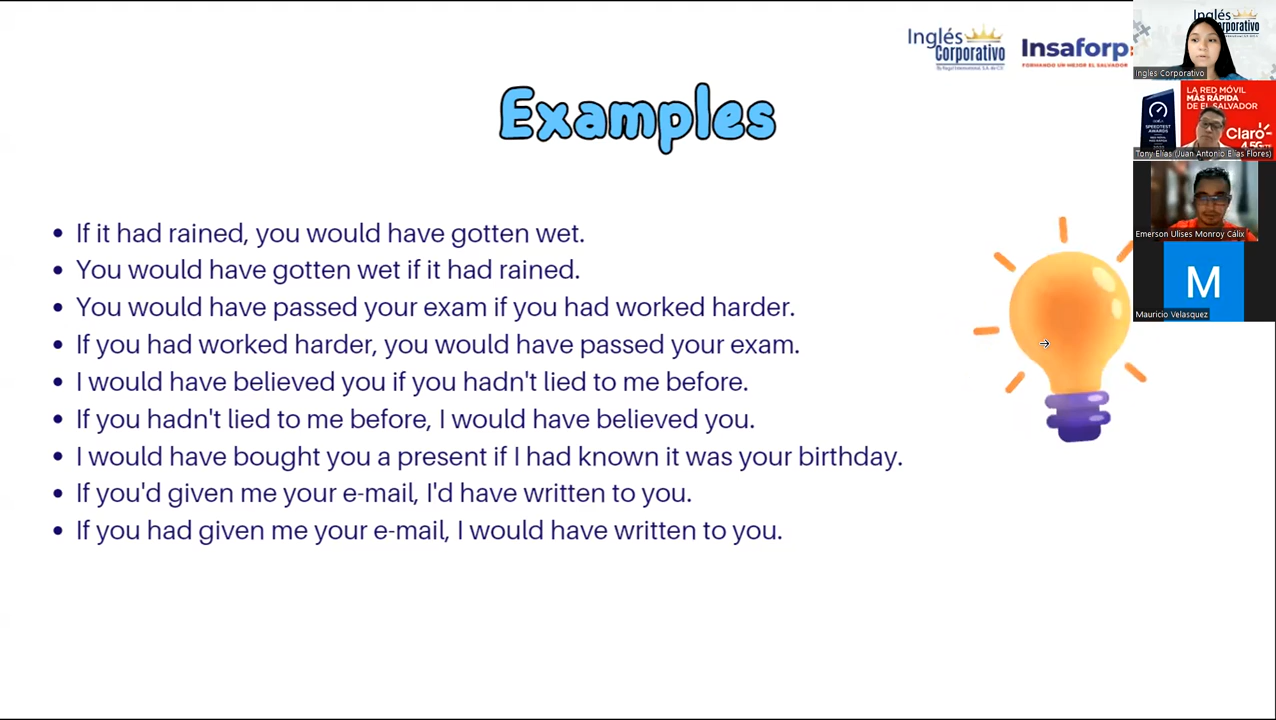 Inglés
Corporativo
Insaforp
FORMANDO UN MEJOR EL SALVADOR
Examples
• If it had rained, you would have gotten wet.
• You would have gotten wet if it had rained.
• You would have passed your exam if you had worked harder.
• If you had worked harder, you would have passed your exam.
• I would have believed you if you hadn't lied to me before.
• If you hadn't lied to me before, I would have believed you.
• I would have bought you a present if I had known it was your birthday.
• If you'd given me your e-mail, I'd have written to you.
• If you had given me your e-mail, I would have written to you.
Inglés
Corporativo
Ingles Corporativo
LA RED MÓVIL
MÁS RÁPIDA
DE EL SALVADOR
SPEEDTEST
AWARDS
Claro
Tony Elías (Juan Antonio Elías Flores)
Emerson Ulises Monroy Cálix
M
Mauricio Velasquez